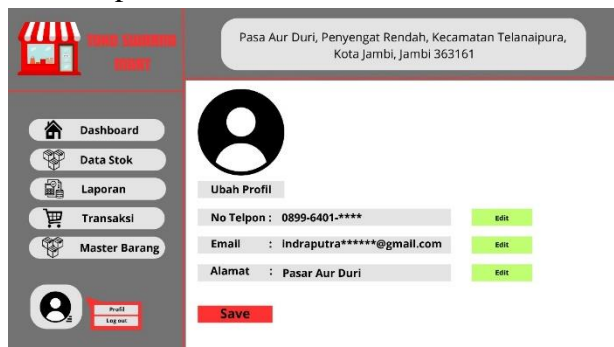 Pasa Aur Duri, Penyengat Rendah, Kecamatan Telanaipura,
Kota Jambi, Jambi 363161
Dashboard
Data Stok
Laporan
Transaksi
Master Barang
Profil
Log out
Ubah Profil
No Telpon : 0899-6401-**** Edit
Email : indraputra******@gmail.com Edit
Alamat : Pasar Aur Duri Edit
Save